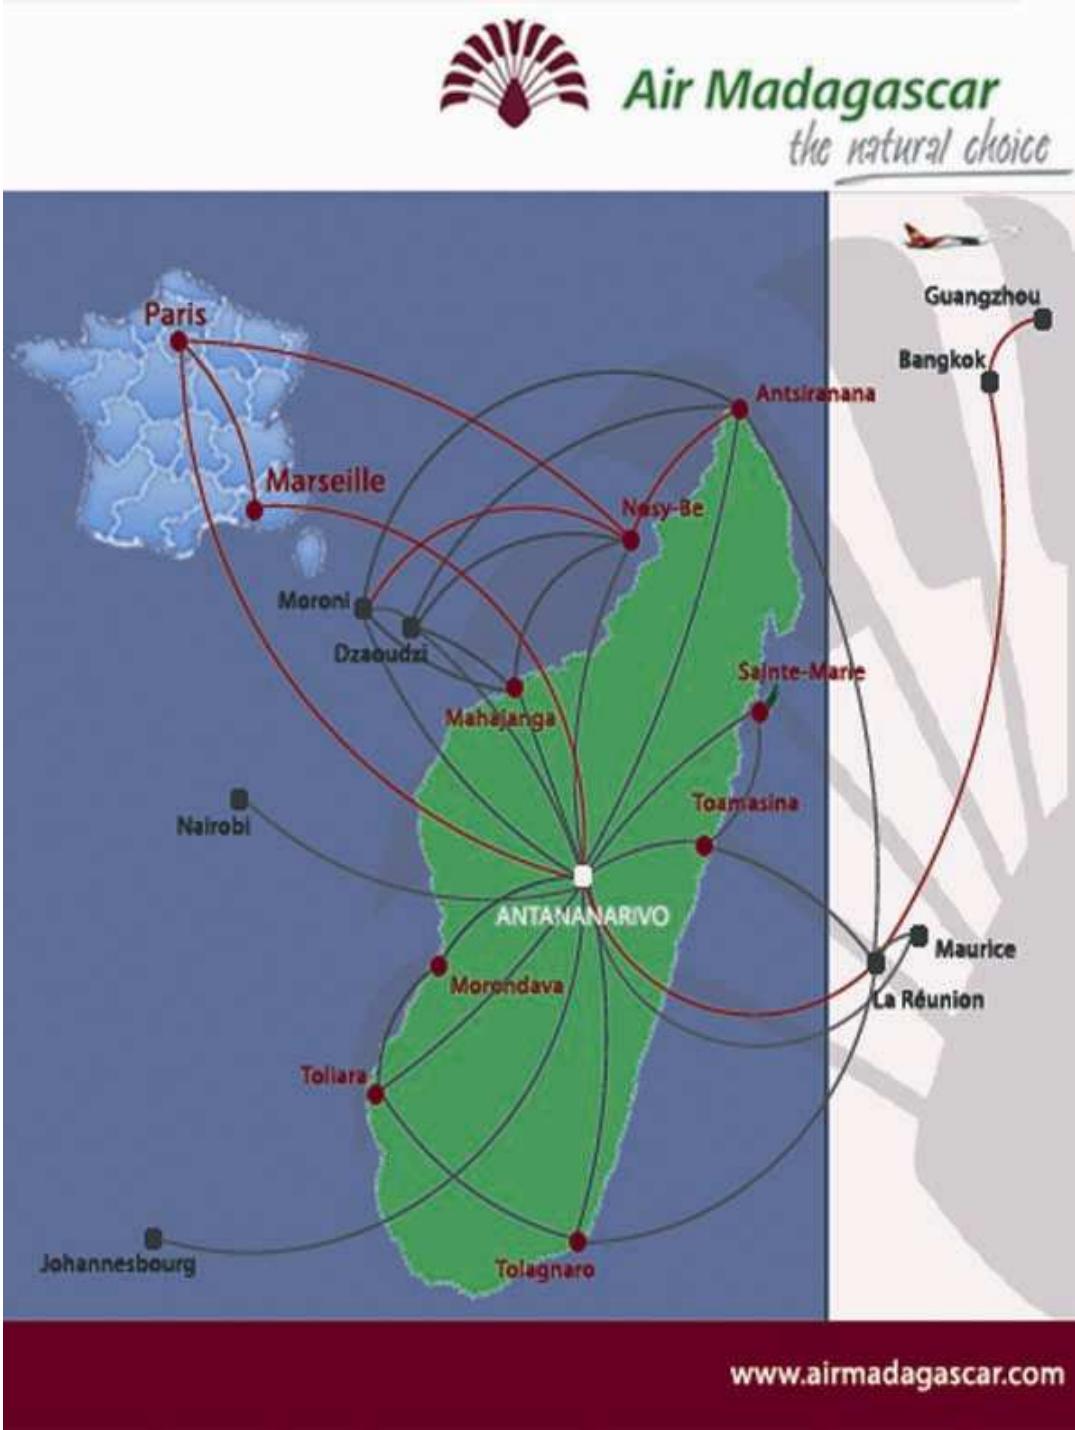 Air Madagascar
the natural choice
Guangzhou
Paris
Bangkok
Antsiranana
Marseille
Nosy-Be
Moroni
Dzaoudzi
Sainte-Marie
Mahajanga
Toamasina
Nairobi
ANTANANARIVO
Maurice
Morondava
La Réunion
Toliara
Johannesbourg
Tolagnaro
www.airmadagascar.com